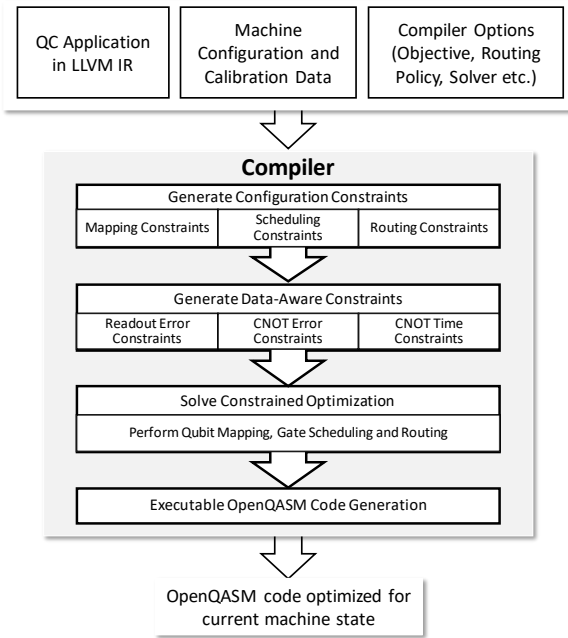 QC Application
in LLVM IR
Machine
Configuration and
Calibration Data
Compiler Options
(Objective, Routing
Policy, Solver etc.)
Compiler
Generate Configuration Constraints
Mapping Constraints
Scheduling
Constraints
Routing Constraints
Generate Data-Aware Constraints
Readout Error
Constraints
CNOT Error
Constraints
CNOT Time
Constraints
Solve Constrained Optimization
Perform Qubit Mapping, Gate Scheduling and Routing
Executable OpenQASM Code Generation
OpenQASM code optimized for
current machine state